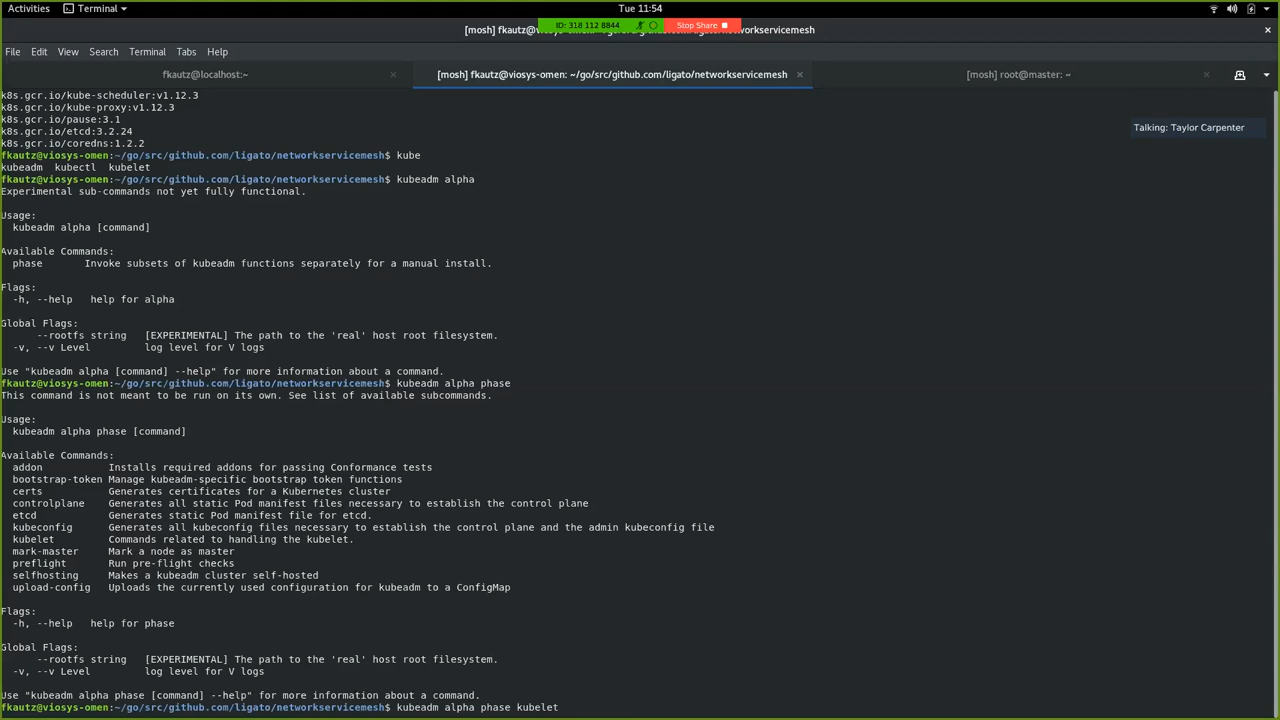 Activities
Terminal
Tue 11:54
ID: 318 112 8844
Stop Share
File Edit View Search Terminal Tabs Help
fkautz@localhost:~
[mosh] fkautz@viosys-omen: ~/go/src/github.com/ligato/networkservicemesh
[mosh] root@master: ~
Talking: Taylor Carpenter
k8s.gcr.io/kube-scheduler:v1.12.3
k8s.gcr.io/kube-proxy:v1.12.3
k8s.gcr.io/pause:3.1
k8s.gcr.io/etcd:3.2.24
k8s.gcr.io/coredns:1.2.2
fkautz@viosys-omen:~/go/src/github.com/ligato/networkservicemesh$ kube
kubeadm  kubectl  kubelet
fkautz@viosys-omen:~/go/src/github.com/ligato/networkservicemesh$ kubeadm alpha
Experimental sub-commands not yet fully functional.
Usage:
  kubeadm alpha [command]
Available Commands:
  phase       Invoke subsets of kubeadm functions separately for a manual install.
Flags:
  -h, --help   help for alpha
Global Flags:
      --rootfs string   [EXPERIMENTAL] The path to the 'real' host root filesystem.
  -v, --v Level         log level for V logs
Use "kubeadm alpha [command] --help" for more information about a command.
fkautz@viosys-omen:~/go/src/github.com/ligato/networkservicemesh$ kubeadm alpha phase
This command is not meant to be run on its own. See list of available subcommands.
Usage:
  kubeadm alpha phase [command]
Available Commands:
  addon           Installs required addons for passing Conformance tests
  bootstrap-token Manage kubeadm-specific bootstrap token functions
  certs           Generates certificates for a Kubernetes cluster
  controlplane    Generates all static Pod manifest files necessary to establish the control plane
  etcd            Generates static Pod manifest file for etcd.
  kubeconfig      Generates all kubeconfig files necessary to establish the control plane and the admin kubeconfig file
  kubelet         Commands related to handling the kubelet.
  mark-master     Mark a node as master
  preflight       Run pre-flight checks
  selfhosting     Makes a kubeadm cluster self-hosted
  upload-config   Uploads the currently used configuration for kubeadm to a ConfigMap
Flags:
  -h, --help   help for phase
Global Flags:
      --rootfs string   [EXPERIMENTAL] The path to the 'real' host root filesystem.
  -v, --v Level         log level for V logs
Use "kubeadm alpha phase [command] --help" for more information about a command.
fkautz@viosys-omen:~/go/src/github.com/ligato/networkservicemesh$ kubeadm alpha phase kubelet